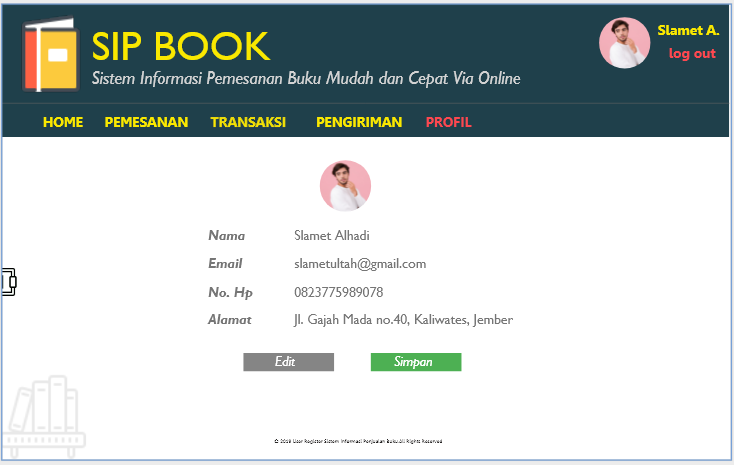 SIP BOOK
Sistem Informasi Pemesanan Buku Mudah dan Cepat Via Online
Slamet A.
log out
HOME PEMESANAN TRANSAKSI PENGIRIMAN PROFIL
Nama Slamet Alhadi
Email slametultah@gmail.com
No. Hp 0823775989078
Alamat Jl. Gajah Mada no.40, Kaliwates, Jember
Edit Simpan
© 2019 User Register Sistem Informasi Penjualan Buku.All Rights Reserved